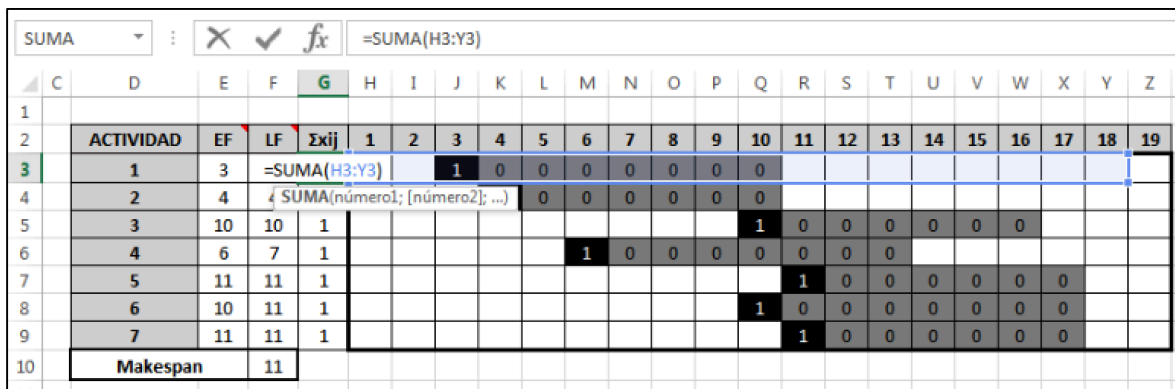 SUMA fx =SUMA(H3:Y3)
C D E F G H I J K L M N O P Q R S T U V W X Y Z
1
2 ACTIVIDAD EF LF Σxij 1 2 3 4 5 6 7 8 9 10 11 12 13 14 15 16 17 18 19
3 1 3 =SUMA(H3:Y3) 1 0 0 0 0 0 0 0
4 2 4 SUMA(número1; [número2]; ...) 0 0 0 0 0 0
5 3 10 10 1 1 0 0 0 0 0 0
6 4 6 7 1 1 0 0 0 0 0 0 0
7 5 11 11 1 1 0 0 0 0 0 0
8 6 10 11 1 1 0 0 0 0 0 0 0
9 7 11 11 1 1 0 0 0 0 0 0
10 Makespan 11